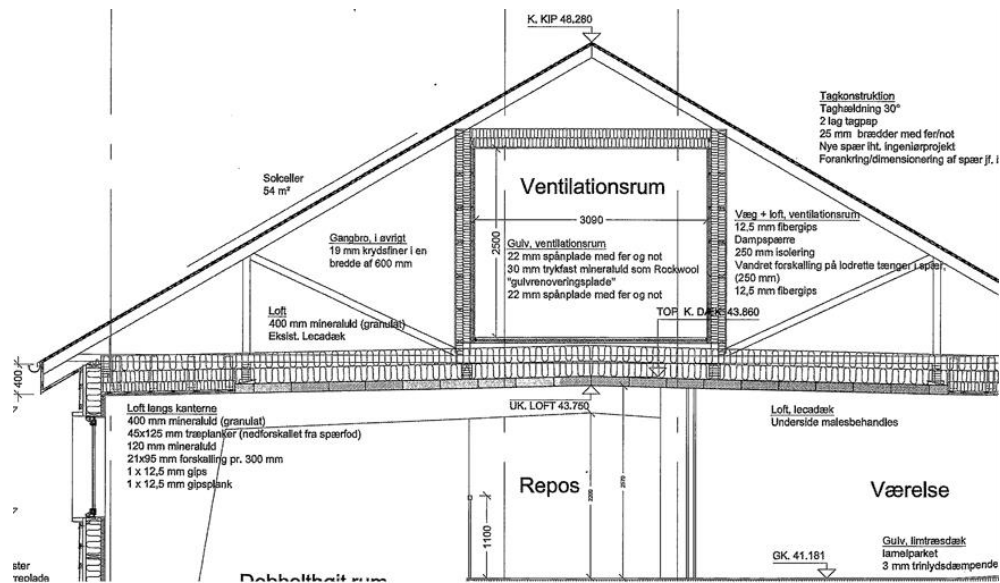 K. KIP 48.280
Tagkonstruktion
Taghældning 30°
2 lag tagpap
25 mm brædder med fer/not
Nye spær iht. ingeniørprojekt
Forankring/dimensionering af spær jf.
Solceller
54 m²
Ventilationsrum
3090
2500
Gangbro, i øvrigt
19 mm krydsfiner i en
bredde af 600 mm
Gulv, ventilationsrum
22 mm spånplade med fer og not
30 mm trykfast mineraluld som Rockwool
"gulvrenoveringsplade"
22 mm spånplade med fer og not
Væg + loft, ventilationsrum
12,5 mm fibergips
Dampspærre
250 mm isolering
Vandret forskalling på lodrette tænger i spær,
(250 mm)
12,5 mm fibergips
Loft
400 mm mineraluld (granulat)
Eksist. Lecadæk
TOP K. DÆK 43.860
400
UK. LOFT 43.750
Loft langs kanterne
400 mm mineraluld (granulat)
45x125 mm træplanker (nedforskallet fra spærfod)
120 mm mineraluld
21x95 mm forskalling pr. 300 mm
1 x 12,5 mm gips
1 x 12,5 mm gipsplank
Loft, lecadæk
Underside malesbehandles
Repos
Værelse
1100
GK. 41.181
Gulv, limtræsdæk
lamelparket
3 mm trinlydsdæmpende
Dobbelthøjt rum